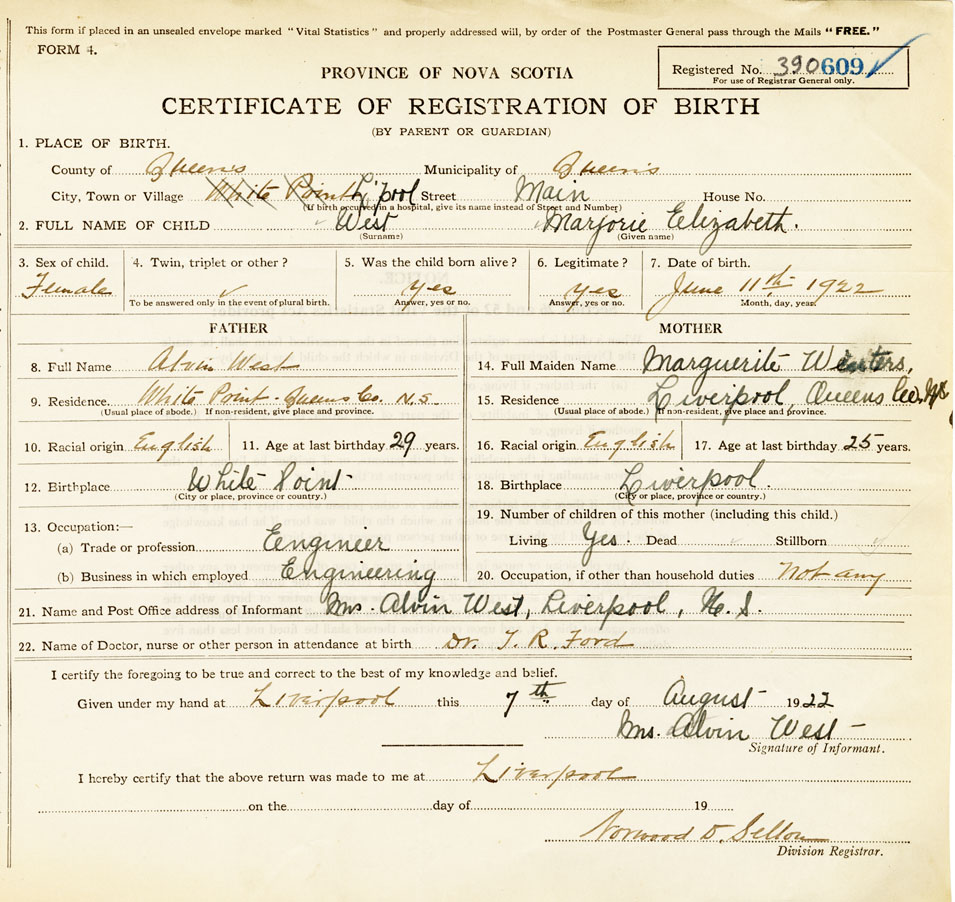 This form if placed in an unsealed envelope marked "Vital Statistics" and properly addressed will, by order of the Postmaster General pass through the Mails "FREE."
FORM 4.
Registered No. 390609
For use of Registrar General only.
PROVINCE OF NOVA SCOTIA
CERTIFICATE OF REGISTRATION OF BIRTH
(BY PARENT OR GUARDIAN)
1. PLACE OF BIRTH.
County of Queens Municipality of Queens
City, Town or Village White Point L'pool Street Main House No.
(If birth occurred in a hospital, give its name instead of Street and Number)
2. FULL NAME OF CHILD West Marjorie Elizabeth.
(Surname) (Given name)
3. Sex of child. 4. Twin, triplet or other? 5. Was the child born alive? 6. Legitimate? 7. Date of birth.
Female yes yes June 11th 1922
To be answered only in the event of plural birth. Answer, yes or no. Answer, yes or no. Month, day, year.
FATHER MOTHER
8. Full Name Alvin West 14. Full Maiden Name Marguerite Winters,
9. Residence. White Point - Queens Co. N.S. 15. Residence Liverpool, Queens Co. N.S.
(Usual place of abode.) If non-resident, give place and province. (Usual place of abode.) If non-resident, give place and province.
10. Racial origin English 11. Age at last birthday 29 years. 16. Racial origin English 17. Age at last birthday 25 years.
12. Birthplace White Point 18. Birthplace Liverpool.
(City or place, province or country.) (City or place, province or country.)
13. Occupation:— 19. Number of children of this mother (including this child.)
(a) Trade or profession Engineer Living Yes. Dead Stillborn
(b) Business in which employed Engineering 20. Occupation, if other than household duties Not any
21. Name and Post Office address of Informant Mrs. Alvin West, Liverpool, N.S.
22. Name of Doctor, nurse or other person in attendance at birth Dr. T. R. Ford
I certify the foregoing to be true and correct to the best of my knowledge and belief.
Given under my hand at Liverpool this 7th day of August 1922
Mrs. Alvin West
Signature of Informant.
I hereby certify that the above return was made to me at Liverpool
on the day of 19
Norwood D. Sellon
Division Registrar.